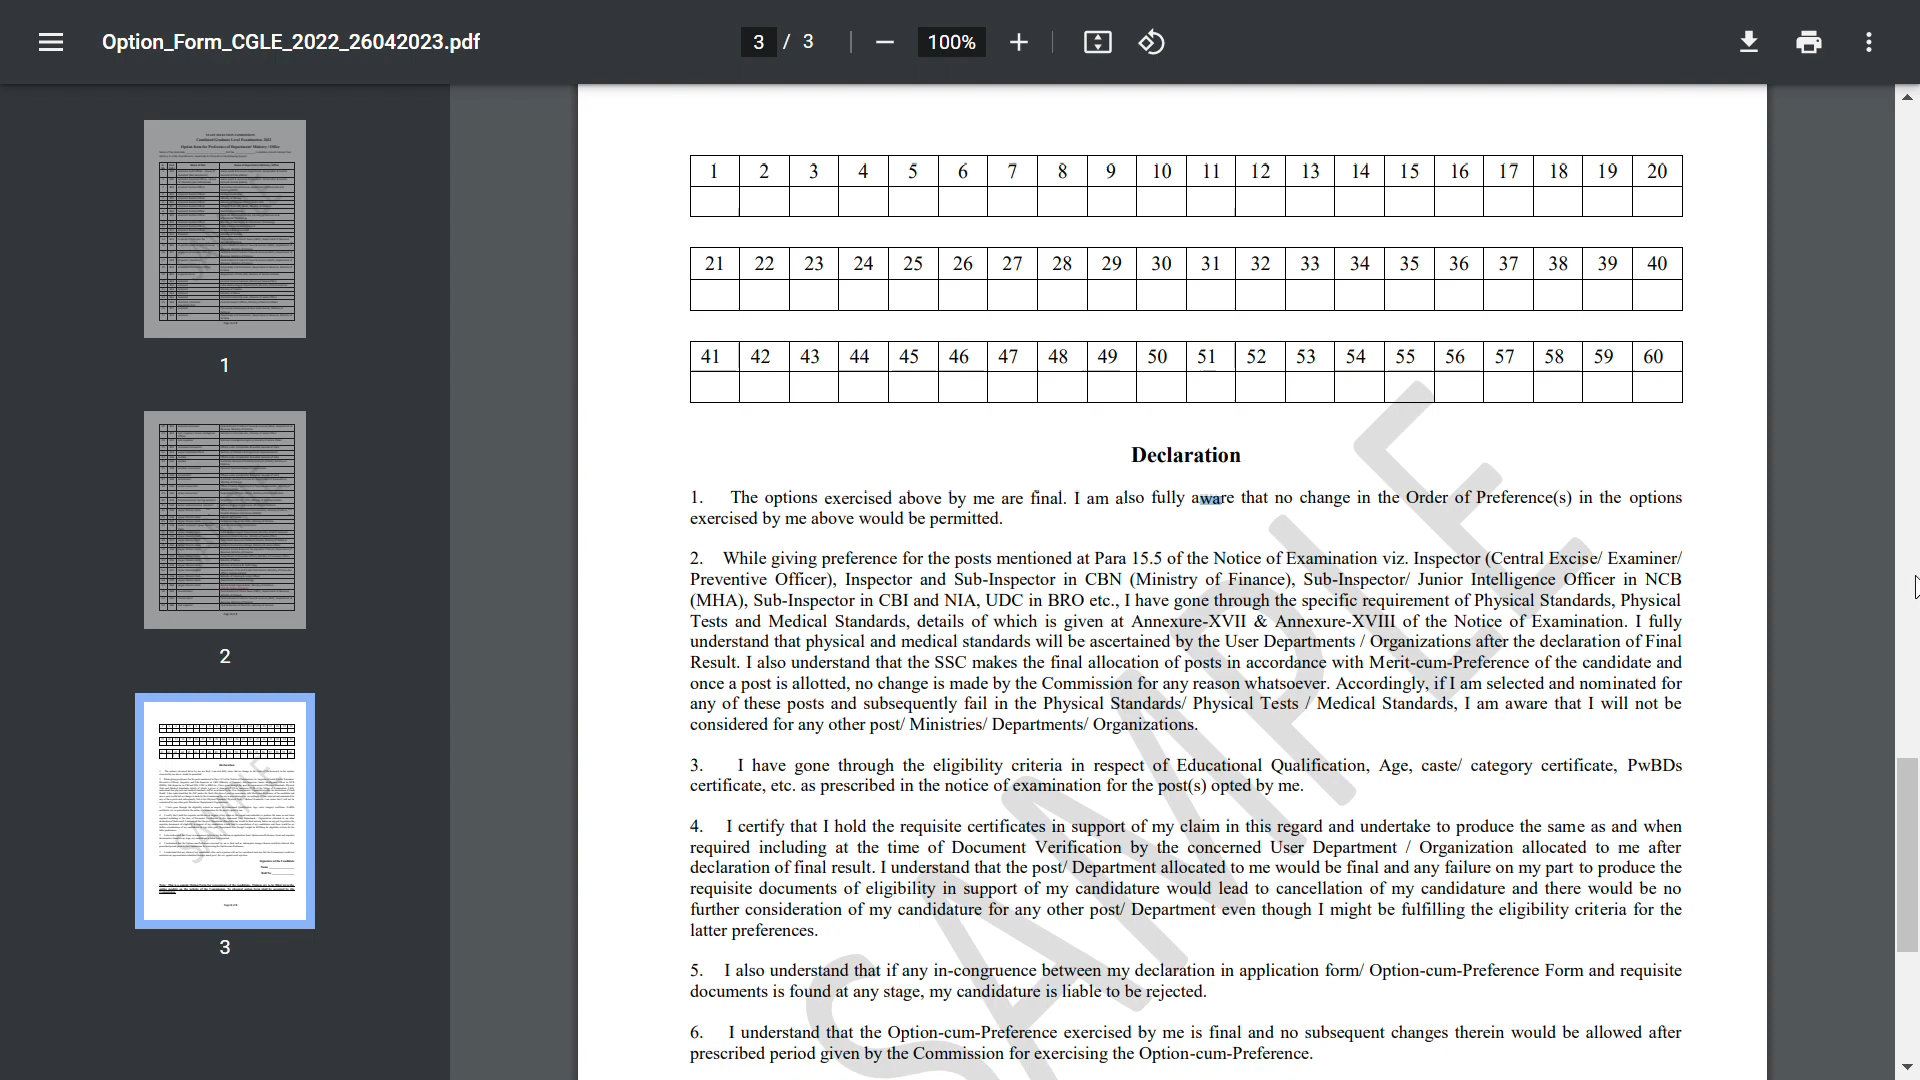 Option_Form_CGLE_2022_26042023.pdf
3 / 3
100%
1
2
3
1 2 3 4 5 6 7 8 9 10 11 12 13 14 15 16 17 18 19 20
21 22 23 24 25 26 27 28 29 30 31 32 33 34 35 36 37 38 39 40
41 42 43 44 45 46 47 48 49 50 51 52 53 54 55 56 57 58 59 60
Declaration
1. The options exercised above by me are final. I am also fully aware that no change in the Order of Preference(s) in the options
exercised by me above would be permitted.
2. While giving preference for the posts mentioned at Para 15.5 of the Notice of Examination viz. Inspector (Central Excise/ Examiner/
Preventive Officer), Inspector and Sub-Inspector in CBN (Ministry of Finance), Sub-Inspector/ Junior Intelligence Officer in NCB
(MHA), Sub-Inspector in CBI and NIA, UDC in BRO etc., I have gone through the specific requirement of Physical Standards, Physical
Tests and Medical Standards, details of which is given at Annexure-XVII & Annexure-XVIII of the Notice of Examination. I fully
understand that physical and medical standards will be ascertained by the User Departments / Organizations after the declaration of Final
Result. I also understand that the SSC makes the final allocation of posts in accordance with Merit-cum-Preference of the candidate and
once a post is allotted, no change is made by the Commission for any reason whatsoever. Accordingly, if I am selected and nominated for
any of these posts and subsequently fail in the Physical Standards/ Physical Tests / Medical Standards, I am aware that I will not be
considered for any other post/ Ministries/ Departments/ Organizations.
3. I have gone through the eligibility criteria in respect of Educational Qualification, Age, caste/ category certificate, PwBDs
certificate, etc. as prescribed in the notice of examination for the post(s) opted by me.
4. I certify that I hold the requisite certificates in support of my claim in this regard and undertake to produce the same as and when
required including at the time of Document Verification by the concerned User Department / Organization allocated to me after
declaration of final result. I understand that the post/ Department allocated to me would be final and any failure on my part to produce the
requisite documents of eligibility in support of my candidature would lead to cancellation of my candidature and there would be no
further consideration of my candidature for any other post/ Department even though I might be fulfilling the eligibility criteria for the
latter preferences.
5. I also understand that if any in-congruence between my declaration in application form/ Option-cum-Preference Form and requisite
documents is found at any stage, my candidature is liable to be rejected.
6. I understand that the Option-cum-Preference exercised by me is final and no subsequent changes therein would be allowed after
prescribed period given by the Commission for exercising the Option-cum-Preference.
SAMPLE